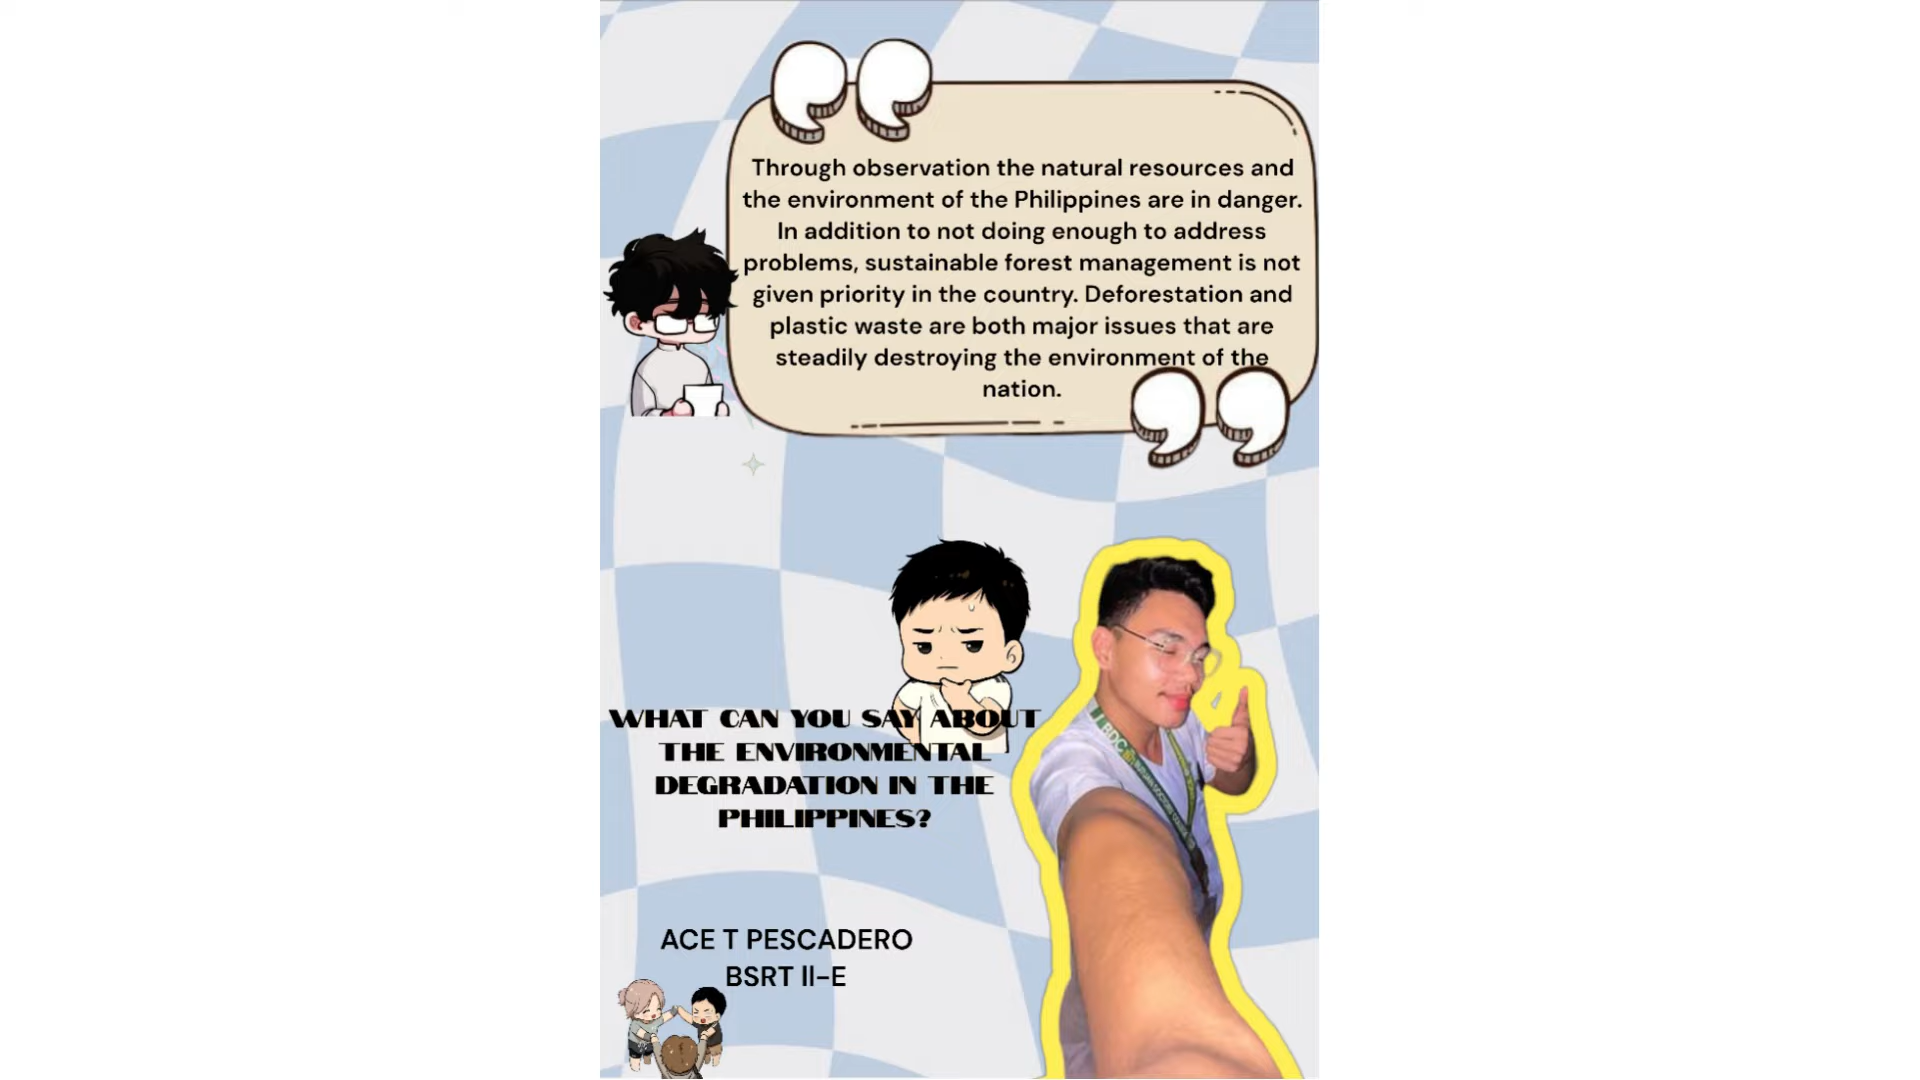 Through observation the natural resources and
the environment of the Philippines are in danger.
In addition to not doing enough to address
problems, sustainable forest management is not
given priority in the country. Deforestation and
plastic waste are both major issues that are
steadily destroying the environment of the
nation.
WHAT CAN YOU SAY ABOUT
THE ENVIRONMENTAL
DEGRADATION IN THE
PHILIPPINES?
BDC
ACE T PESCADERO
BSRT ll-E